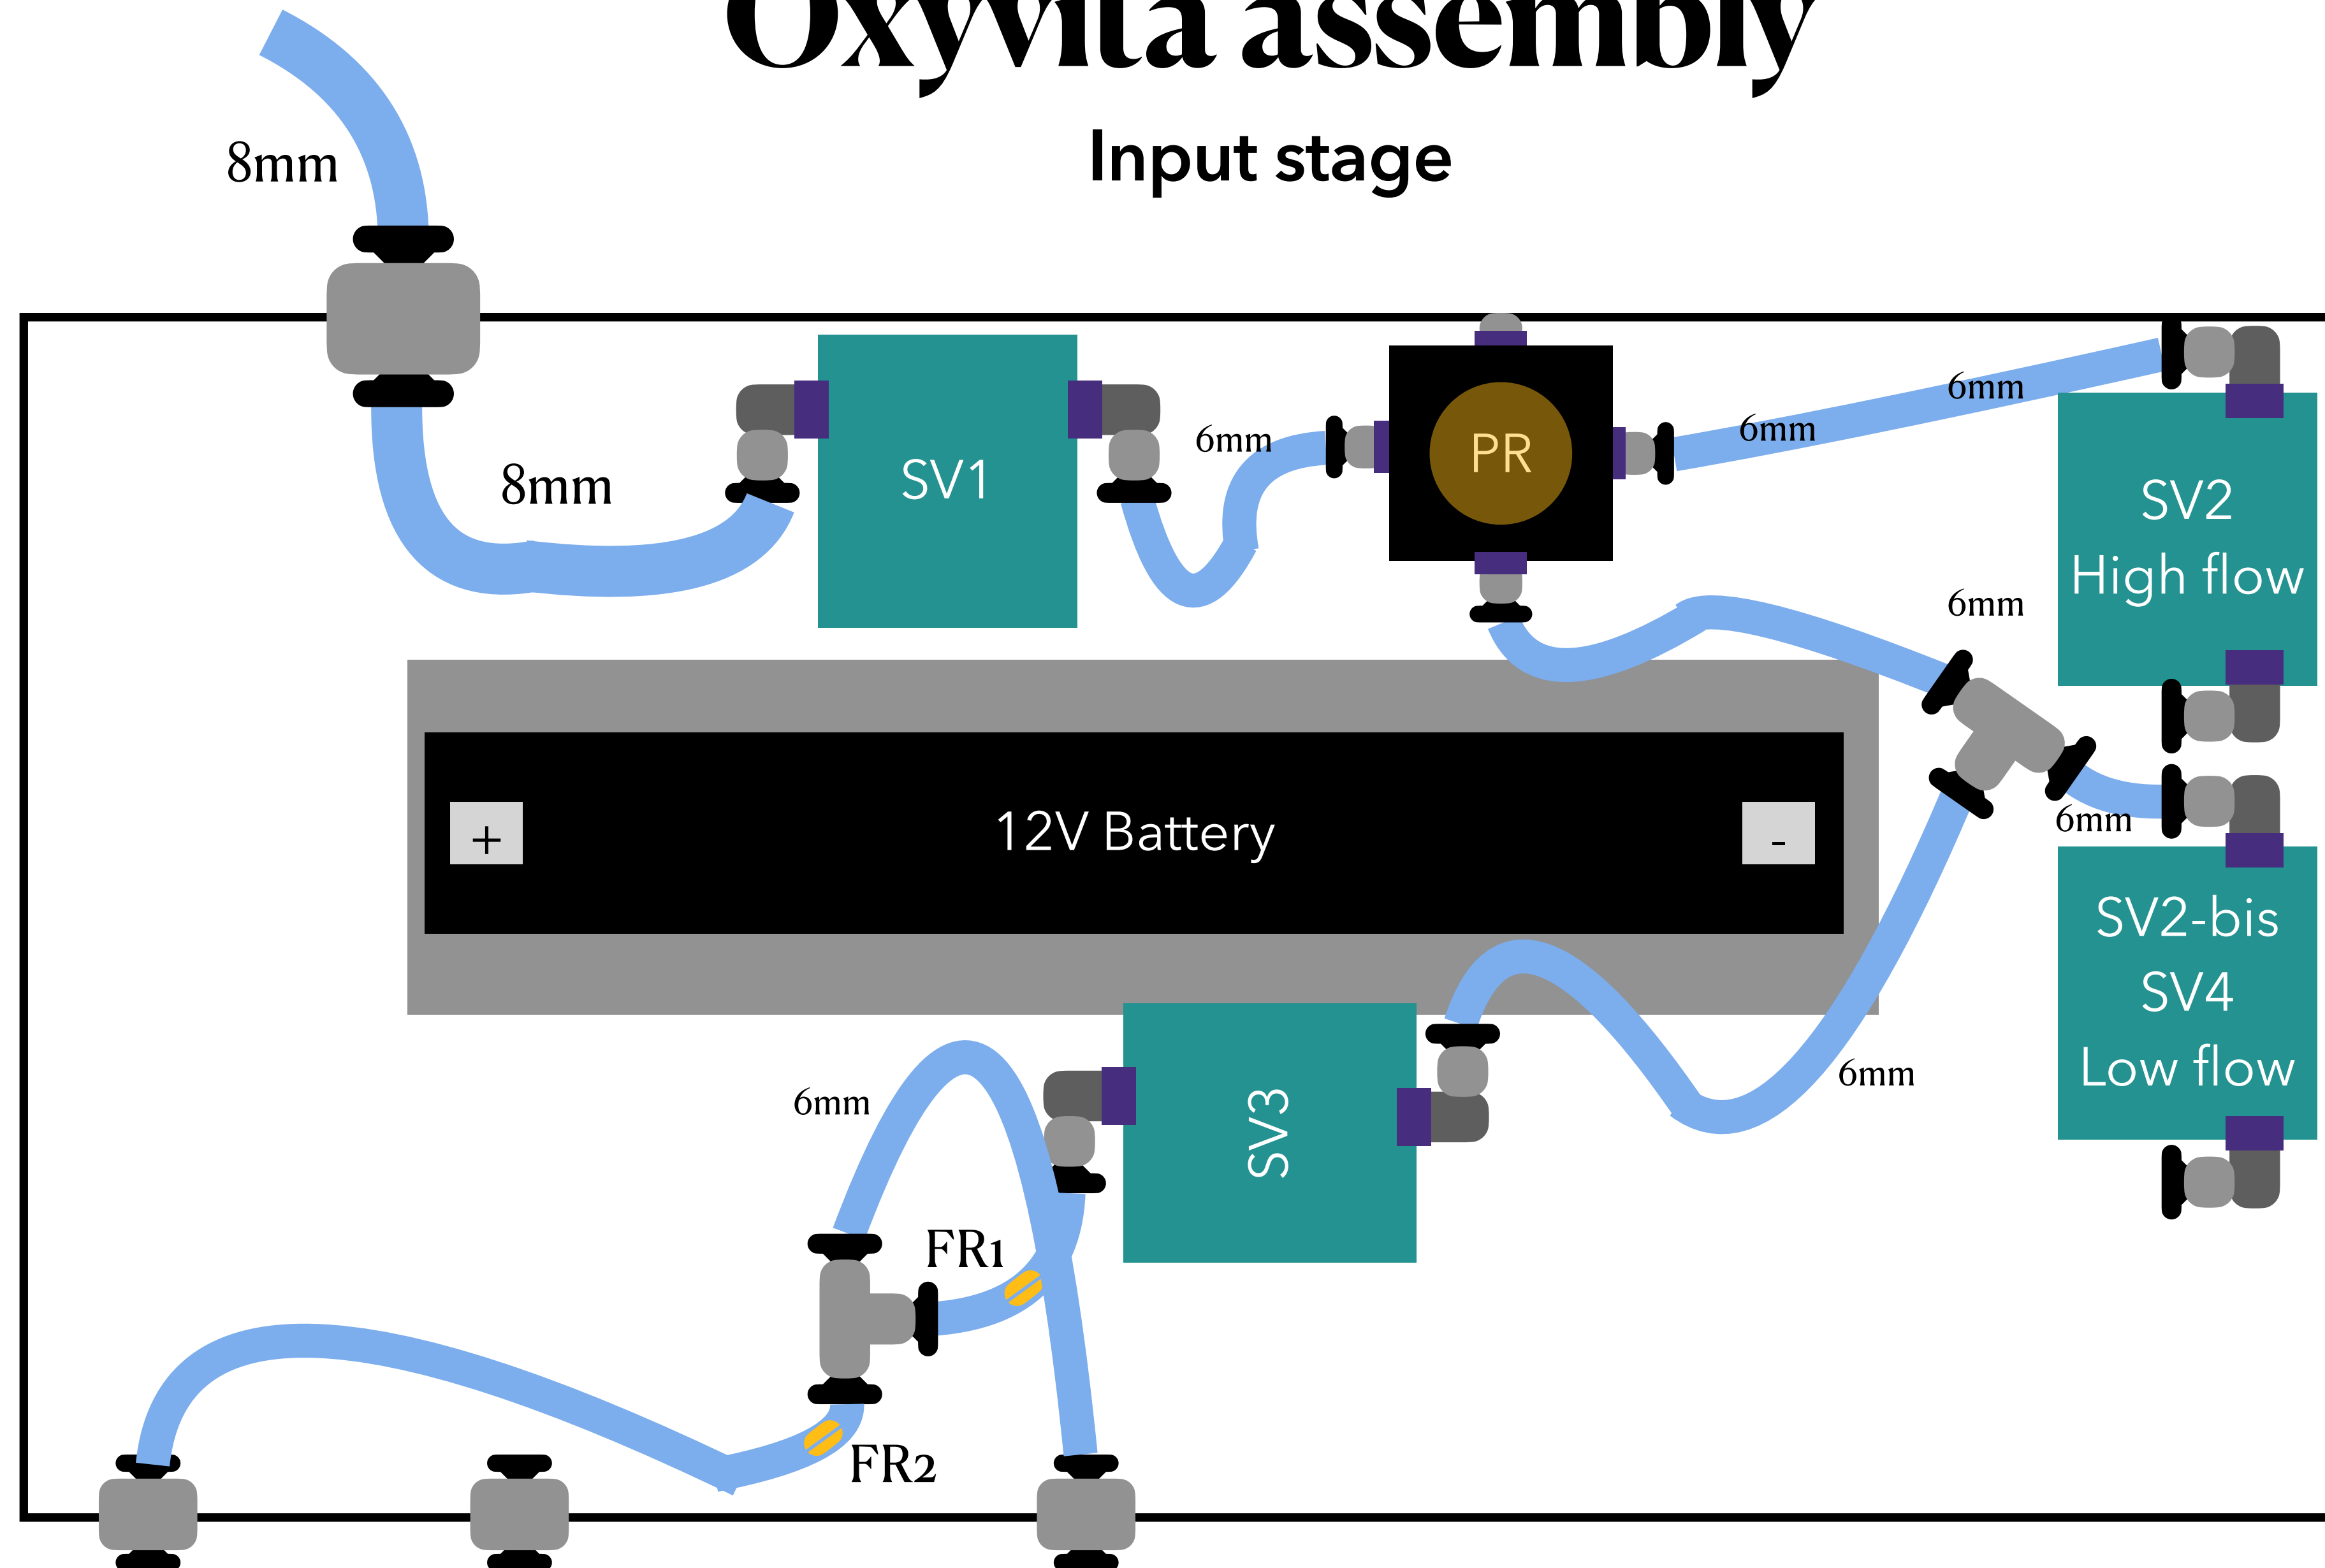 Oxyvita assembly
Input stage
8mm
8mm
6mm
6mm
6mm
SV1
PR
SV2
High flow
6mm
6mm
12V Battery
+
-
SV2-bis
SV4
Low flow
6mm
6mm
SV3
FR1
FR2